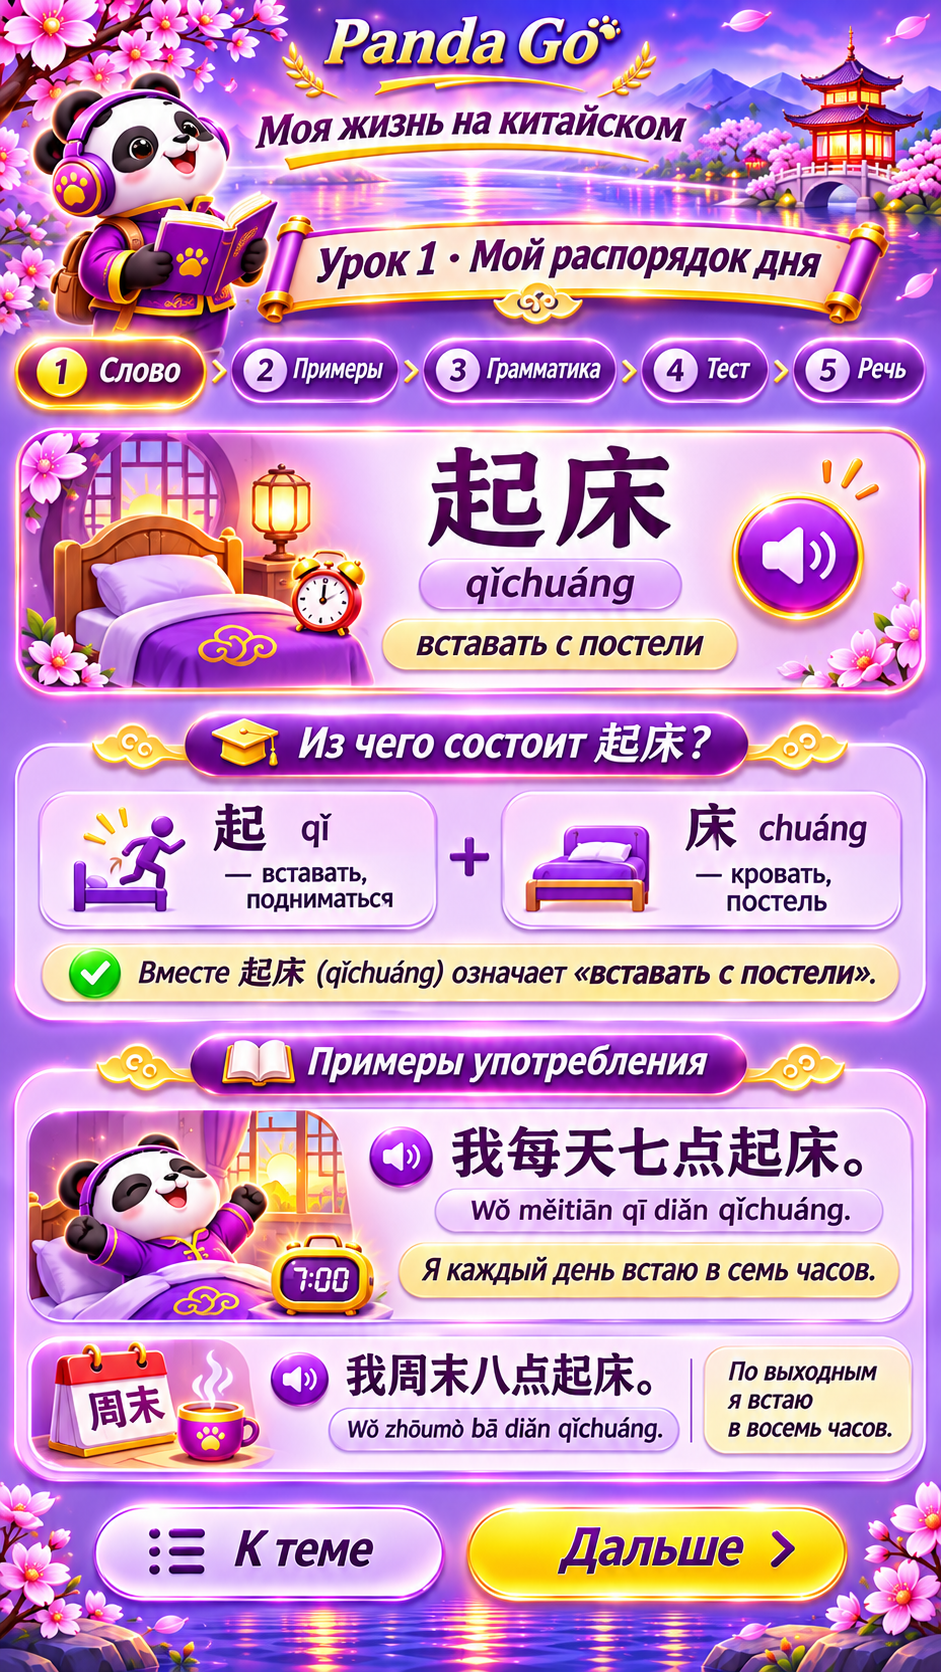 Panda Go
Моя жизнь на китайском
Урок 1 · Мой распорядок дня
1 Слово
2 Примеры
3 Грамматика
4 Тест
5 Речь
起床
qǐchuáng
вставать с постели
Из чего состоит 起床?
起 qǐ
— вставать,
подниматься
+
床 chuáng
— кровать,
постель
Вместе 起床 (qǐchuáng) означает «вставать с постели».
Примеры употребления
7:00
我每天七点起床。
Wǒ měitiān qī diǎn qǐchuáng.
Я каждый день встаю в семь часов.
周末
我周末八点起床。
Wǒ zhōumò bā diǎn qǐchuáng.
По выходным
я встаю
в восемь часов.
К теме
Дальше >